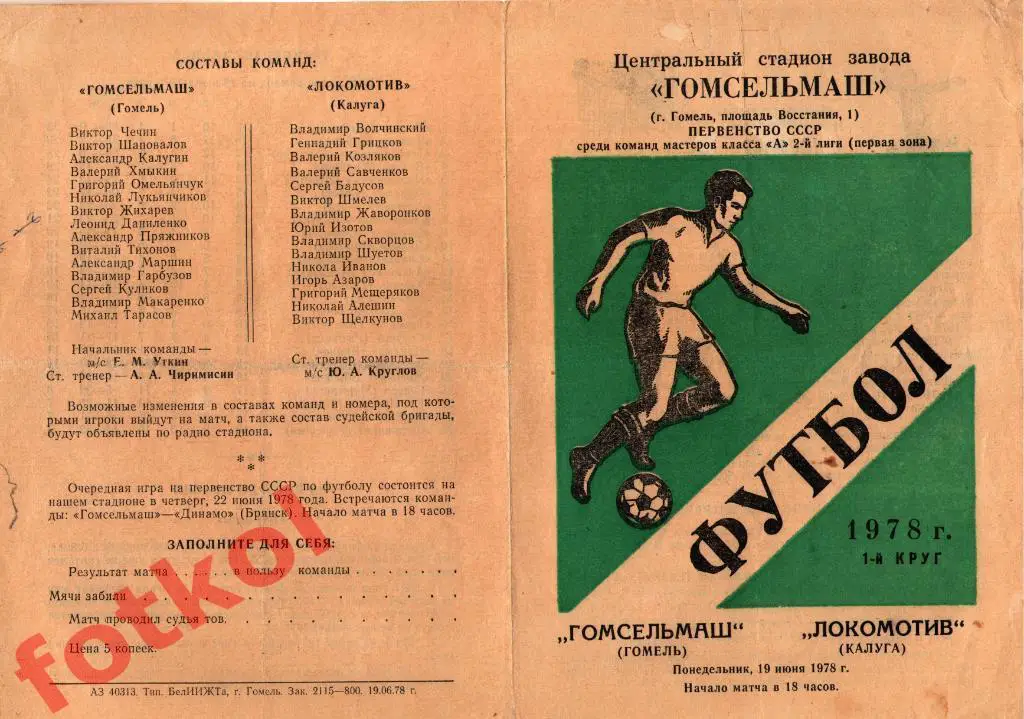 СОСТАВЫ КОМАНД:
«ГОМСЕЛЬМАШ»
(Гомель)
Виктор Чечин
Виктор Шаповалов
Александр Калугин
Валерий Хмыкин
Григорий Омельянчук
Николай Лукьянчиков
Виктор Жихарев
Леонид Даниленко
Александр Пряжников
Виталий Тихонов
Александр Маршин
Владимир Гарбузов
Сергей Куликов
Владимир Макаренко
Михаил Тарасов
Начальник команды —
м/с Е. М. Уткин
Ст. тренер — А. А. Чиримисин
«ЛОКОМОТИВ»
(Калуга)
Владимир Волчинский
Геннадий Грицков
Валерий Козляков
Валерий Савченков
Сергей Бадусов
Виктор Шмелев
Владимир Жаворонков
Юрий Изотов
Владимир Скворцов
Владимир Шуетов
Никола Иванов
Игорь Азаров
Григорий Мещеряков
Николай Алешин
Виктор Щелкунов
Ст. тренер команды —
м/с Ю. А. Круглов
Возможные изменения в составах команд и номера, под кото-
рыми игроки выйдут на матч, а также состав судейской бригады,
будут объявлены по радио стадиона.
* *
*
Очередная игра на первенство СССР по футболу состоится на
нашем стадионе в четверг, 22 июня 1978 года. Встречаются коман-
ды: «Гомсельмаш»—«Динамо» (Брянск). Начало матча в 18 часов.
ЗАПОЛНИТЕ ДЛЯ СЕБЯ:
Результат матча . . . . . . в пользу команды . . . . . . .
Мячи забили . . . . . . . . . . . . . . . .
Матч проводил судья тов. . . . . . . . . . . .
Цена 5 копеек.
АЗ 40313. Тип. БелИИЖТа, г. Гомель. Зак. 2115—800. 19.06.78 г.
fotkol
Центральный стадион завода
«ГОМСЕЛЬМАШ»
(г. Гомель, площадь Восстания, 1)
ПЕРВЕНСТВО СССР
среди команд мастеров класса «А» 2-й лиги (первая зона)
ФУТБОЛ
1978 г.
1-й КРУГ
„ГОМСЕЛЬМАШ"
(ГОМЕЛЬ)
„ЛОКОМОТИВ"
(КАЛУГА)
Понедельник, 19 июня 1978 г.
Начало матча в 18 часов.